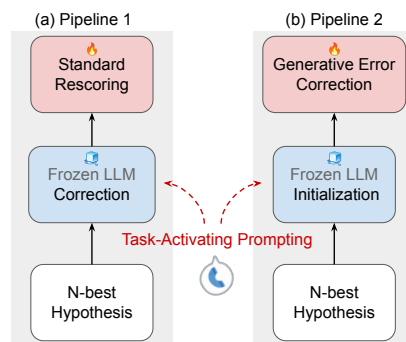 (a) Pipeline 1
Standard
Rescoring
Frozen LLM
Correction
N-best
Hypothesis
Task-Activating Prompting
(b) Pipeline 2
Generative Error
Correction
Frozen LLM
Initialization
N-best
Hypothesis